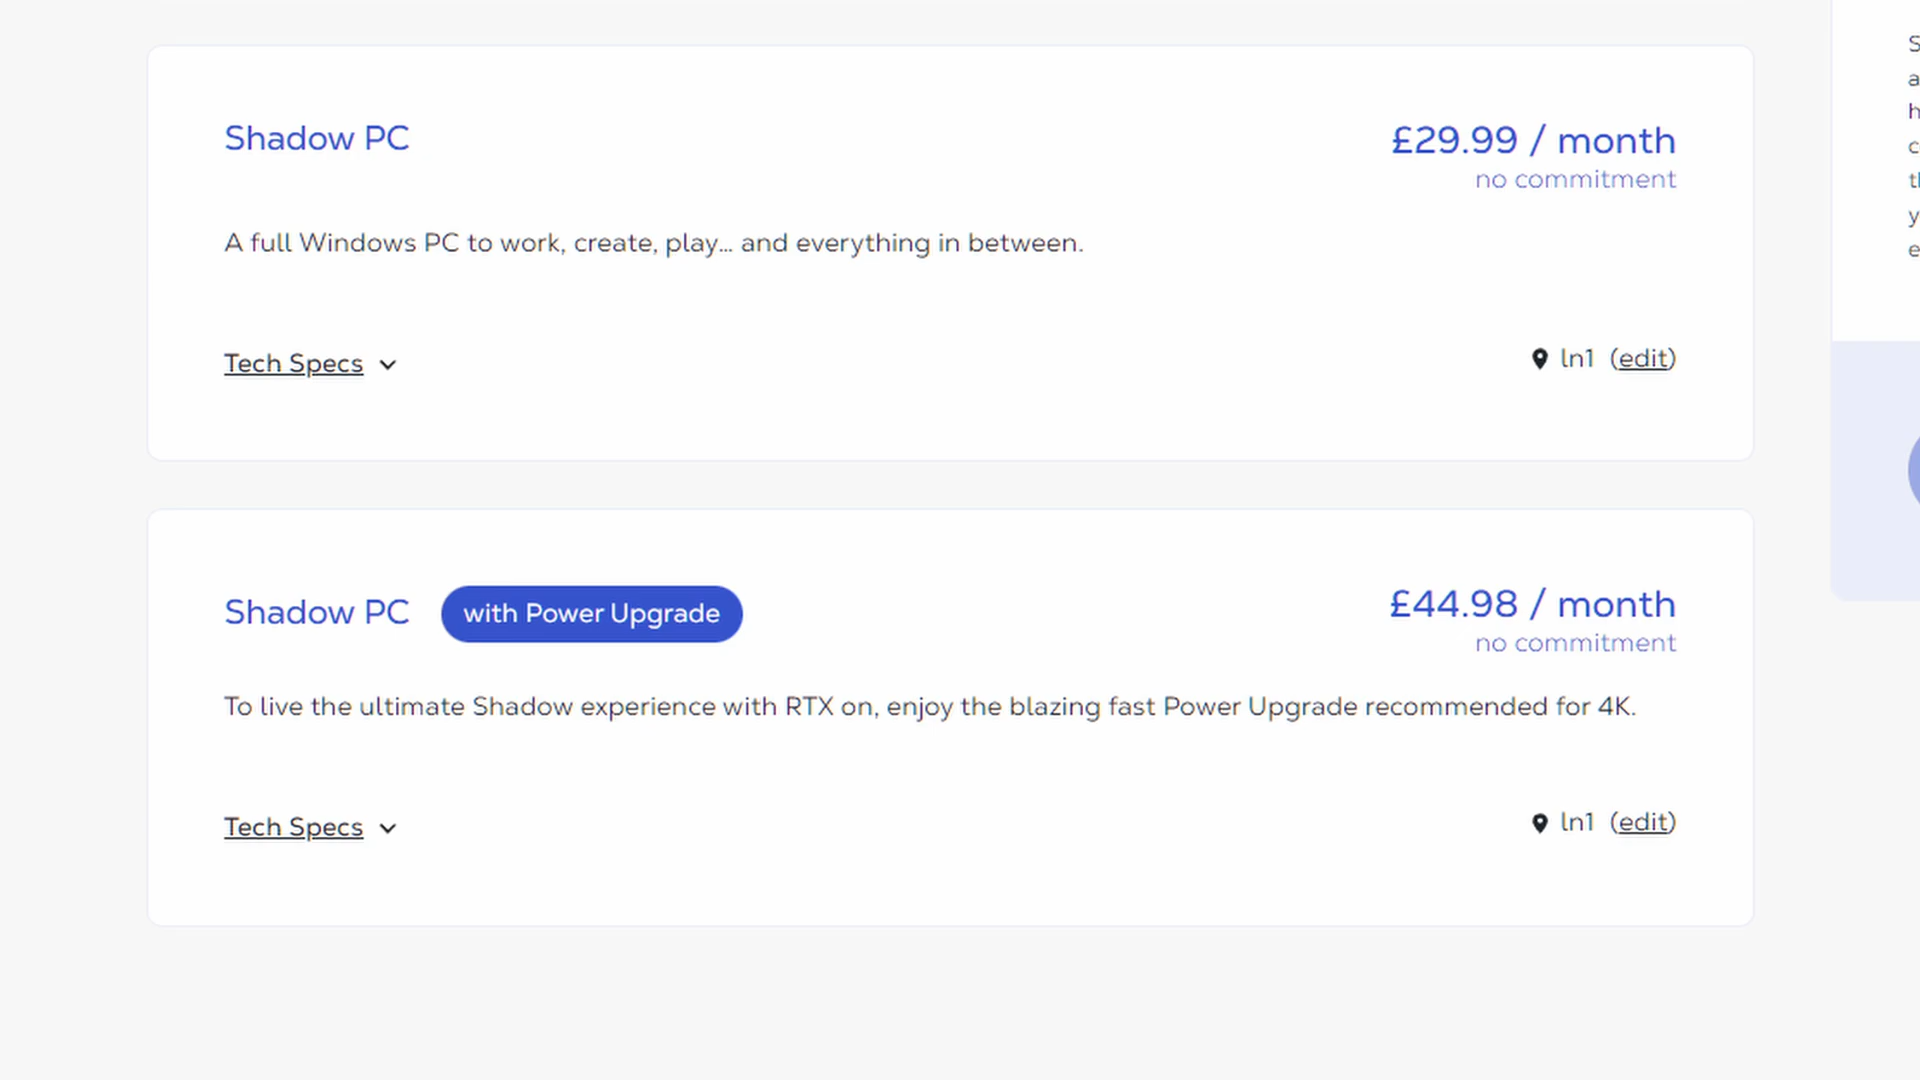 Shadow PC
£29.99 / month
no commitment
A full Windows PC to work, create, play... and everything in between.
Tech Specs
ln1 (edit)
Shadow PC with Power Upgrade
£44.98 / month
no commitment
To live the ultimate Shadow experience with RTX on, enjoy the blazing fast Power Upgrade recommended for 4K.
Tech Specs
ln1 (edit)